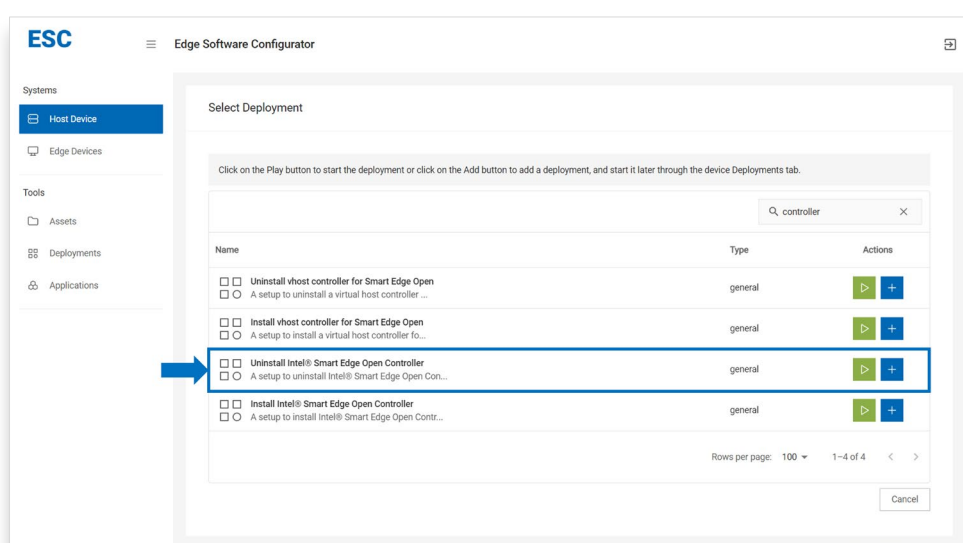 ESC
Edge Software Configurator
Systems
Host Device
Edge Devices
Tools
Assets
Deployments
Applications
Select Deployment
Click on the Play button to start the deployment or click on the Add button to add a deployment, and start it later through the device Deployments tab.
controller
Name Type Actions
Uninstall vhost controller for Smart Edge Open
A setup to uninstall a virtual host controller ...
general
Install vhost controller for Smart Edge Open
A setup to install a virtual host controller fo...
general
Uninstall Intel® Smart Edge Open Controller
A setup to uninstall Intel® Smart Edge Open Con...
general
Install Intel® Smart Edge Open Controller
A setup to install Intel® Smart Edge Open Contr...
general
Rows per page: 100 1–4 of 4
Cancel